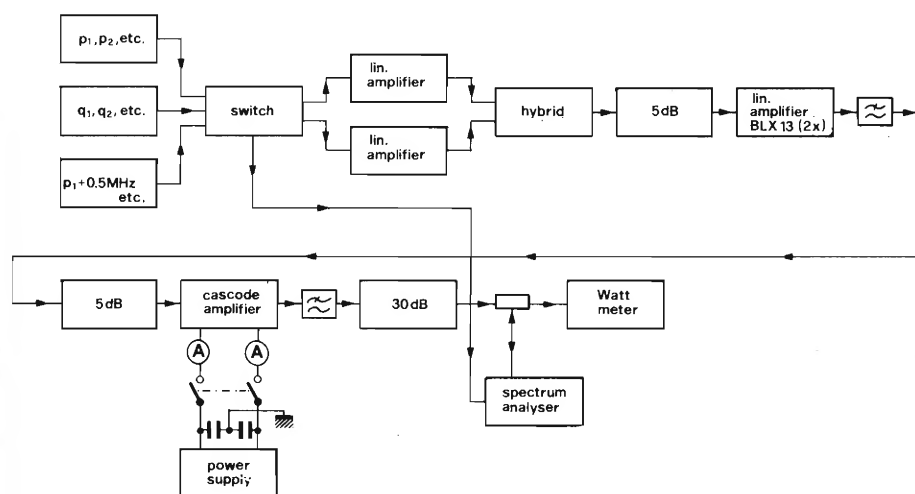 p₁, p₂, etc.
q₁, q₂, etc.
p₁+0.5MHz
etc.
switch
lin.
amplifier
lin.
amplifier
hybrid
5dB
lin.
amplifier
BLX 13 (2x)
5dB
cascode
amplifier
30dB
Watt
meter
A
A
spectrum
analyser
power
supply